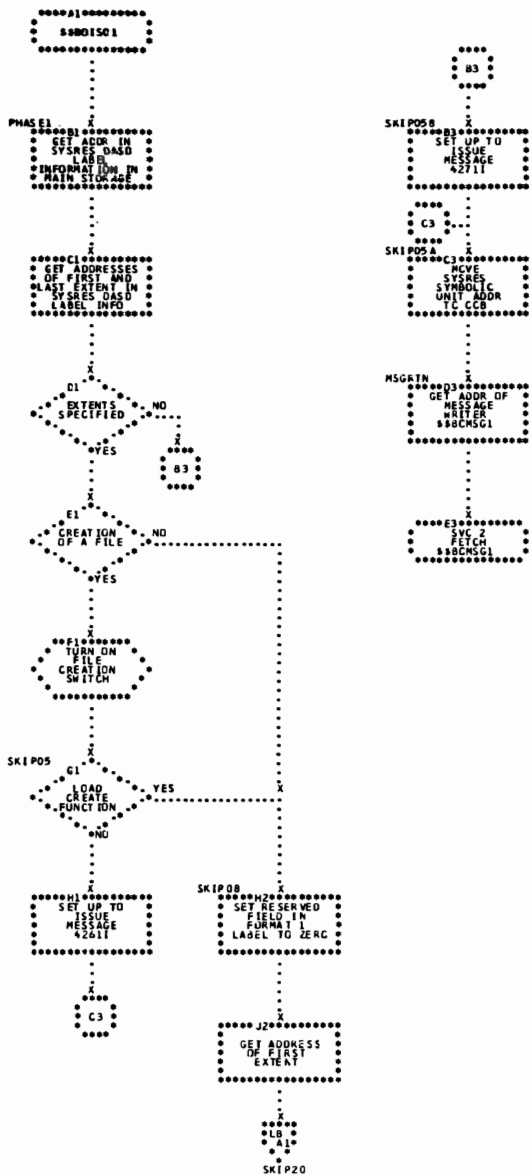 A1
$$BOIS01
PHASE1
B1
GET ADDR IN
SYSRES DASD
LABEL
INFORMATION IN
MAIN STORAGE
C1
GET ADDRESSES
OF FIRST AND
LAST EXTENT IN
SYSRES DASD
LABEL INFO
D1
EXTENTS
SPECIFIED
NO
YES
B3
E1
CREATION
OF A FILE
NO
YES
F1
TURN ON
FILE
CREATION
SWITCH
SKIP05
G1
LOAD
CREATE
FUNCTION
YES
NO
H1
SET UP TO
ISSUE
MESSAGE
4261I
C3
SKIP08
H2
SET RESERVED
FIELD IN
FORMAT 1
LABEL TO ZERO
J2
GET ADDRESS
OF FIRST
EXTENT
LB
A1
SKIP20
B3
SKIP05B
B3
SET UP TO
ISSUE
MESSAGE
4271I
C3
SKIP05A
C3
MOVE
SYSRES
SYMBOLIC
UNIT ADDR
TO CCB
MSGRTN
D3
GET ADDR OF
MESSAGE
WRITER
$$BCMSG1
E3
SVC 2
FETCH
$$BCMSG1